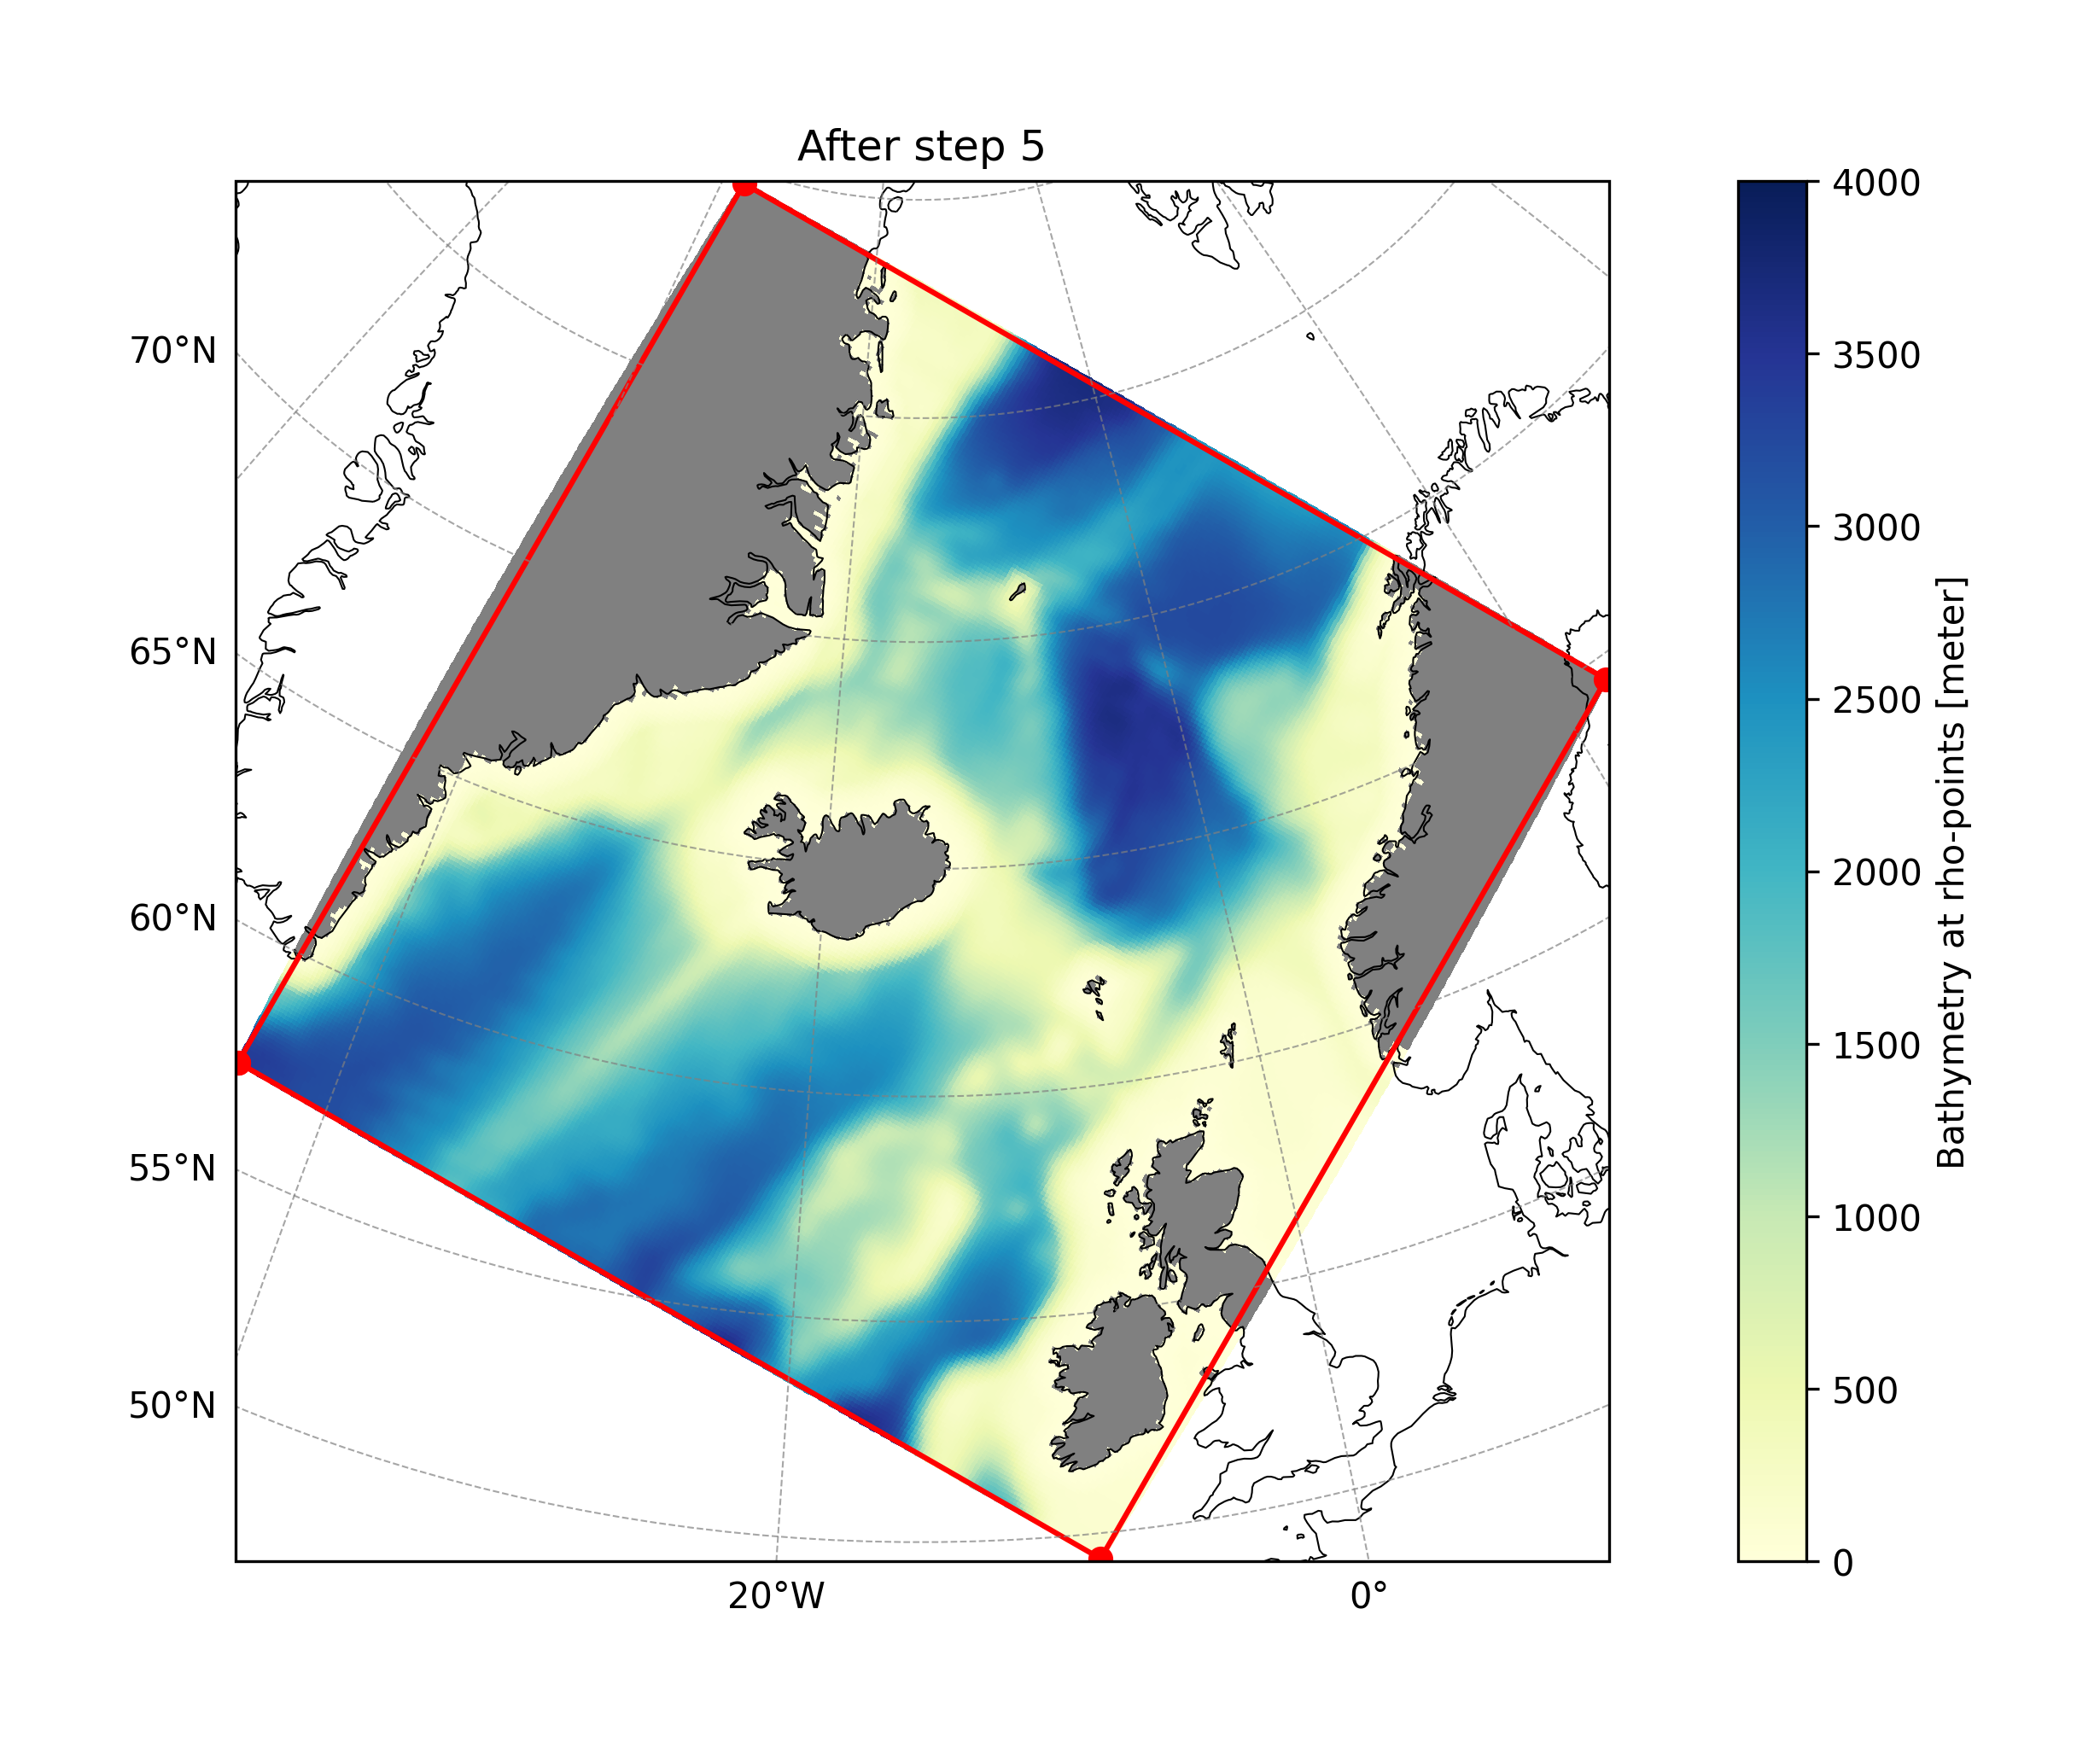 After step 5
70°N
65°N
60°N
55°N
50°N
20°W
0°
4000
3500
3000
2500
2000
1500
1000
500
0
Bathymetry at rho-points [meter]